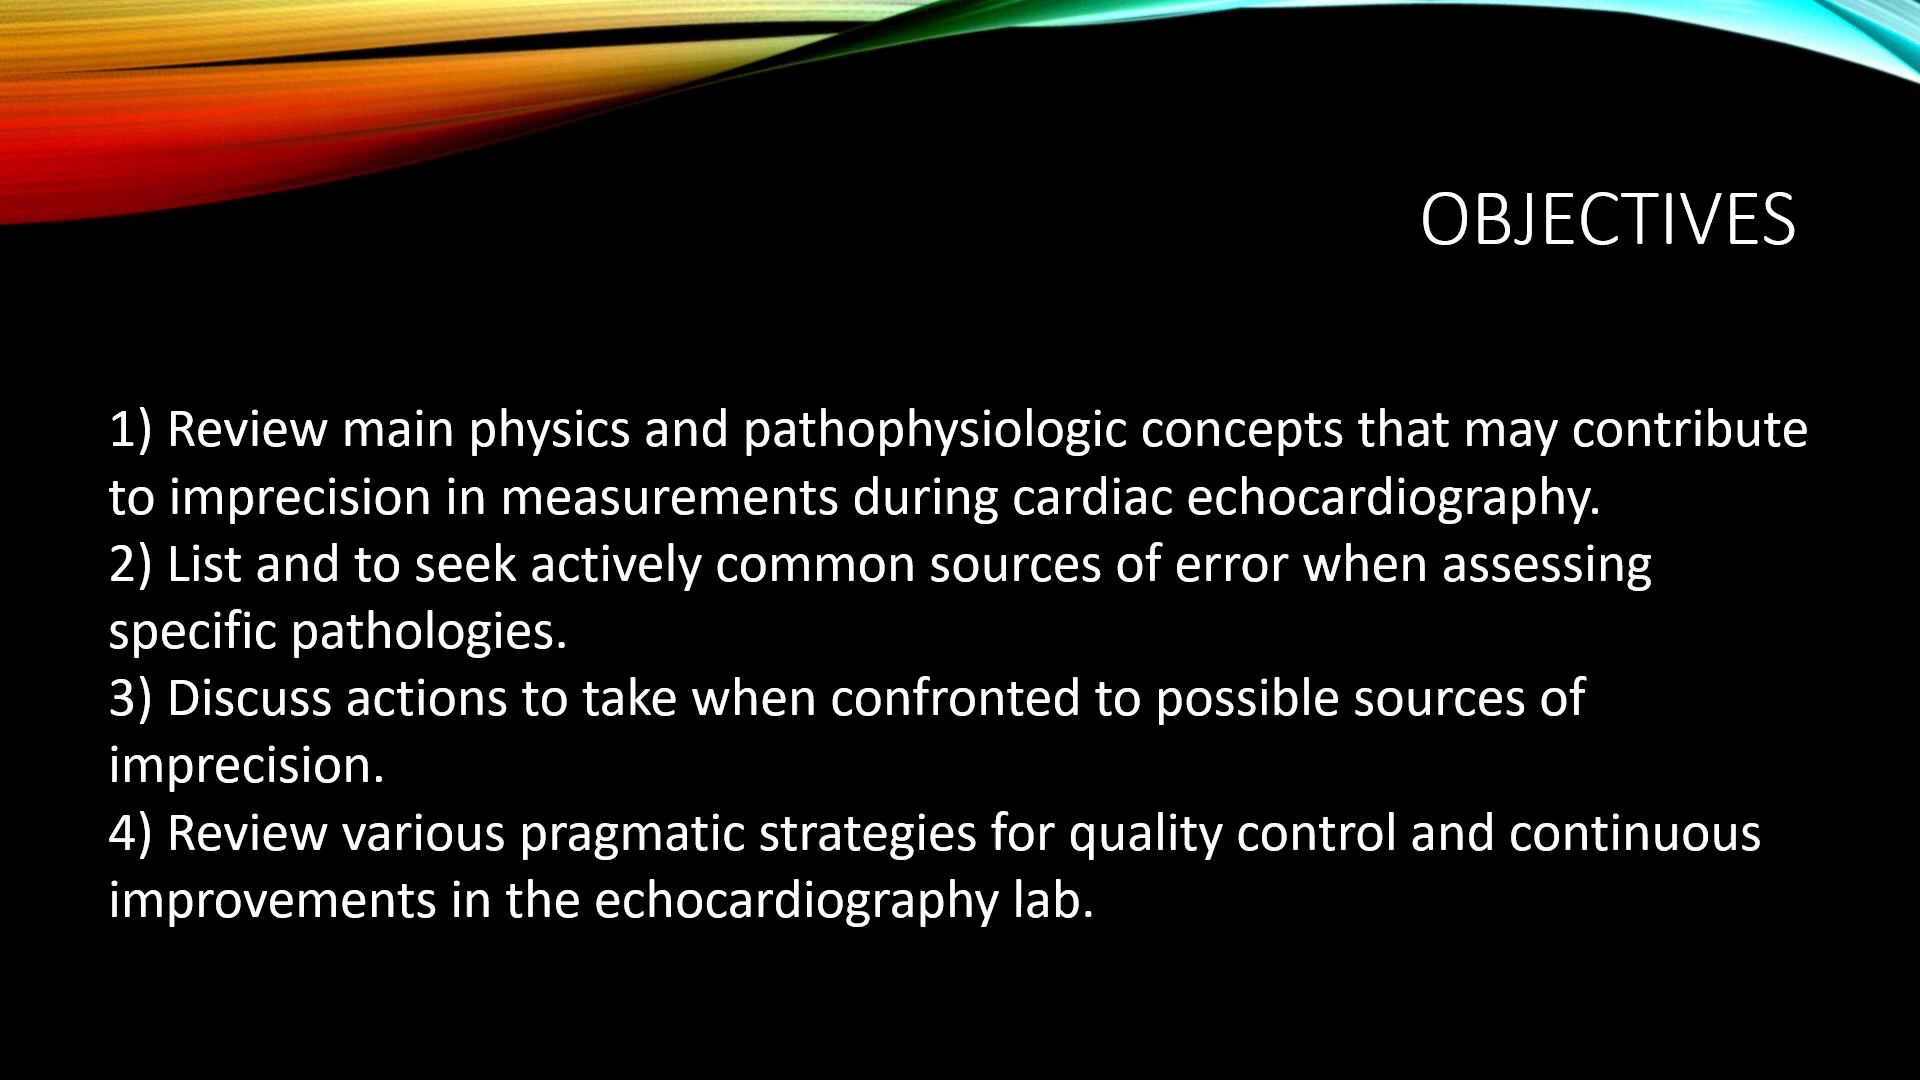 OBJECTIVES
1) Review main physics and pathophysiologic concepts that may contribute
to imprecision in measurements during cardiac echocardiography.
2) List and to seek actively common sources of error when assessing
specific pathologies.
3) Discuss actions to take when confronted to possible sources of
imprecision.
4) Review various pragmatic strategies for quality control and continuous
improvements in the echocardiography lab.